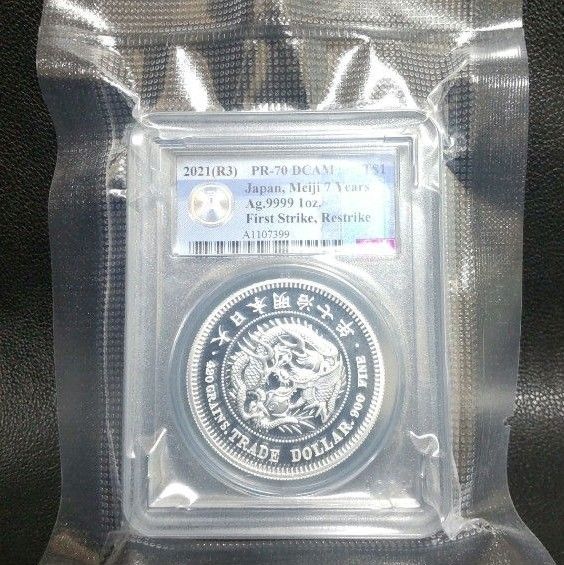 2021(R3) PR-70 DCAM T$1
Japan, Meiji 7 Years
Ag.9999 1oz.
First Strike, Restrike
A1107399
大日本明治七年
420 GRAINS. TRADE DOLLAR. 900 FINE.